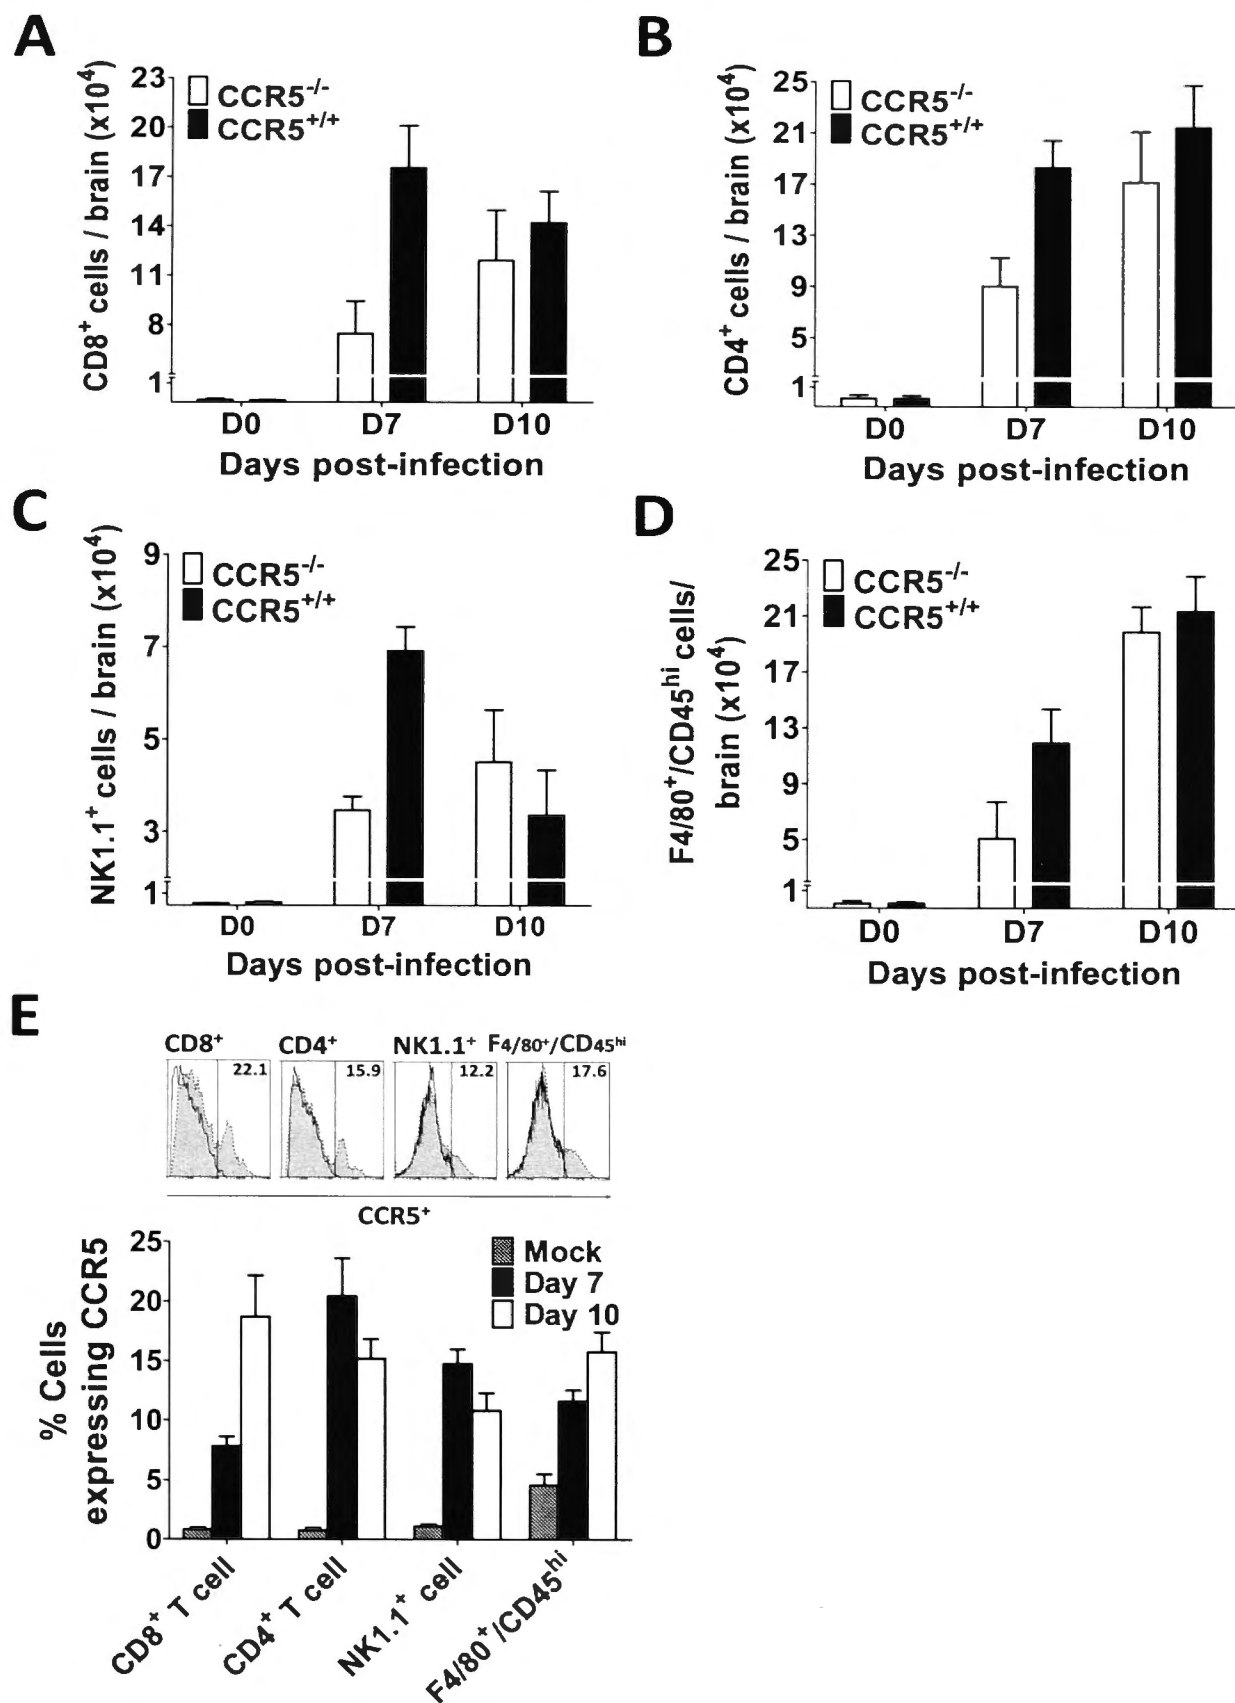 A
CD8⁺ cells / brain (x10⁴)
23
20
17
14
11
8
1
CCR5⁻/⁻
CCR5⁺/⁺
D0 D7 D10
Days post-infection
B
CD4⁺ cells / brain (x10⁴)
25
21
17
13
9
5
1
CCR5⁻/⁻
CCR5⁺/⁺
D0 D7 D10
Days post-infection
C
NK1.1⁺ cells / brain (x10⁴)
9
7
5
3
1
CCR5⁻/⁻
CCR5⁺/⁺
D0 D7 D10
Days post-infection
D
F4/80⁺/CD45ʰⁱ cells/
brain (x10⁴)
25
21
17
13
9
5
1
CCR5⁻/⁻
CCR5⁺/⁺
D0 D7 D10
Days post-infection
E
CD8⁺ CD4⁺ NK1.1⁺ F4/80⁺/CD45ʰⁱ
22.1 15.9 12.2 17.6
CCR5⁺
% Cells
expressing CCR5
25
20
15
10
5
0
Mock
Day 7
Day 10
CD8⁺ T cell
CD4⁺ T cell
NK1.1⁺ cell
F4/80⁺/CD45ʰⁱ